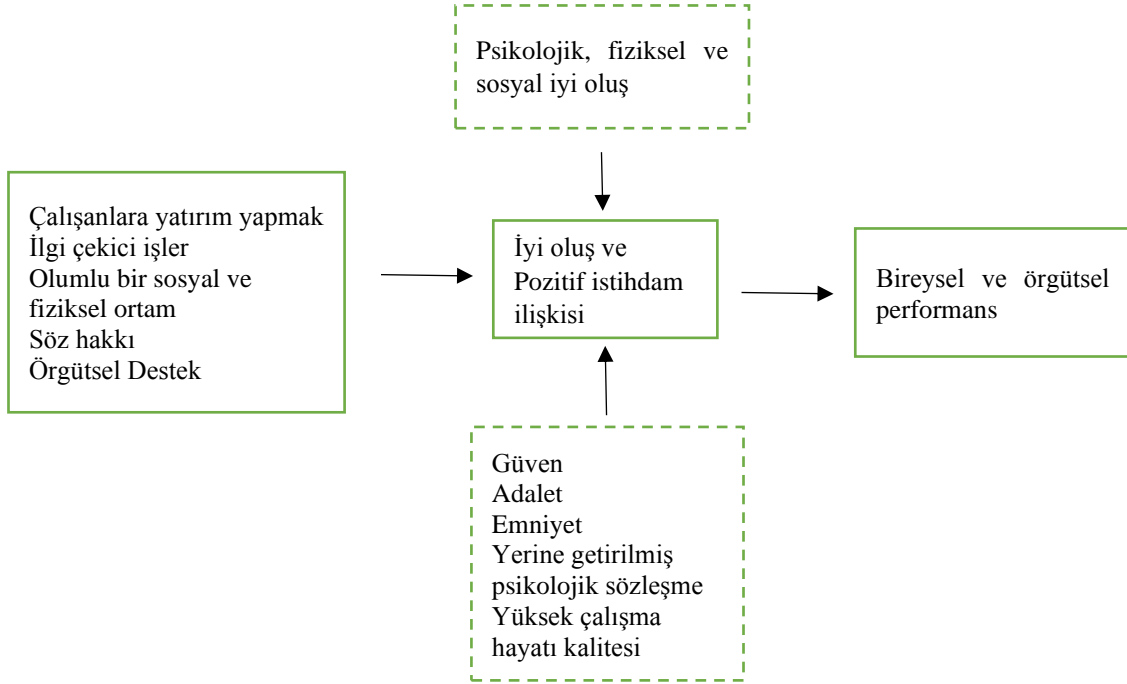 Psikolojik, fiziksel ve
sosyal iyi oluş
Çalışanlara yatırım yapmak
İlgi çekici işler
Olumlu bir sosyal ve
fiziksel ortam
Söz hakkı
Örgütsel Destek
İyi oluş ve
Pozitif istihdam
ilişkisi
Bireysel ve örgütsel
performans
Güven
Adalet
Emniyet
Yerine getirilmiş
psikolojik sözleşme
Yüksek çalışma
hayatı kalitesi